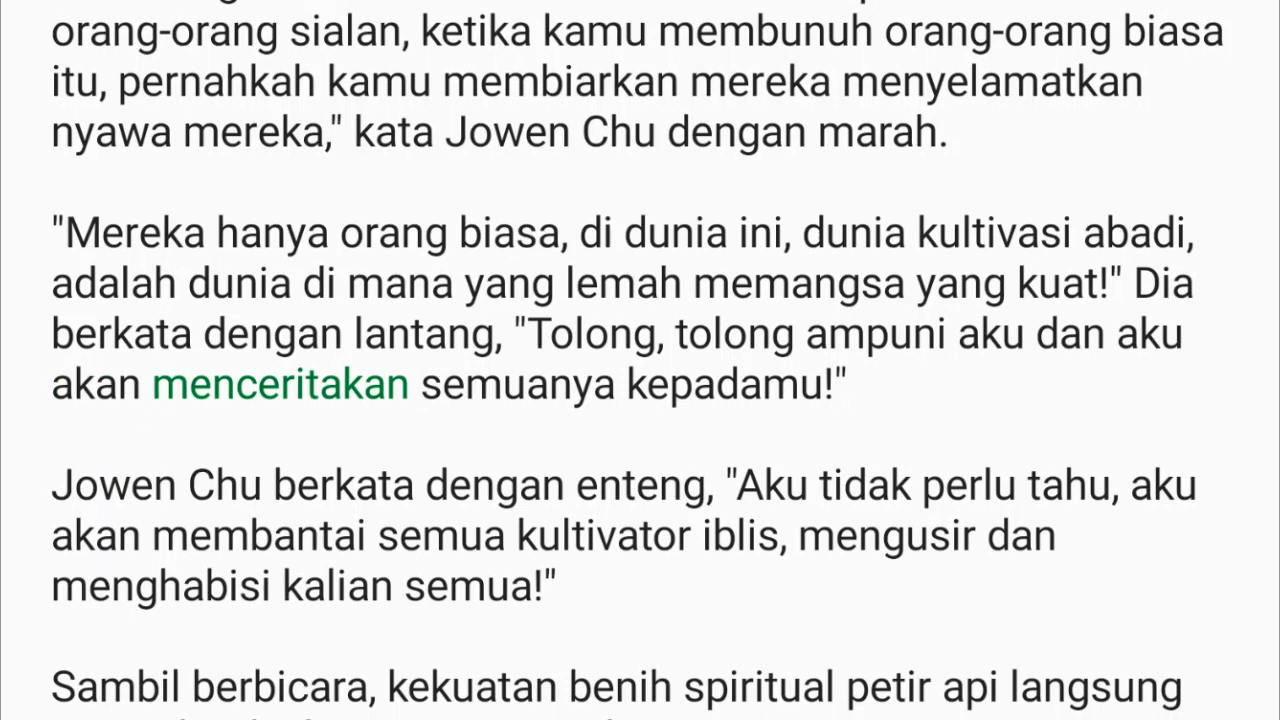 orang-orang sialan, ketika kamu membunuh orang-orang biasa
itu, pernahkah kamu membiarkan mereka menyelamatkan
nyawa mereka," kata Jowen Chu dengan marah.
"Mereka hanya orang biasa, di dunia ini, dunia kultivasi abadi,
adalah dunia di mana yang lemah memangsa yang kuat!" Dia
berkata dengan lantang, "Tolong, tolong ampuni aku dan aku
akan menceritakan semuanya kepadamu!"
Jowen Chu berkata dengan enteng, "Aku tidak perlu tahu, aku
akan membantai semua kultivator iblis, mengusir dan
menghabisi kalian semua!"
Sambil berbicara, kekuatan benih spiritual petir api langsung